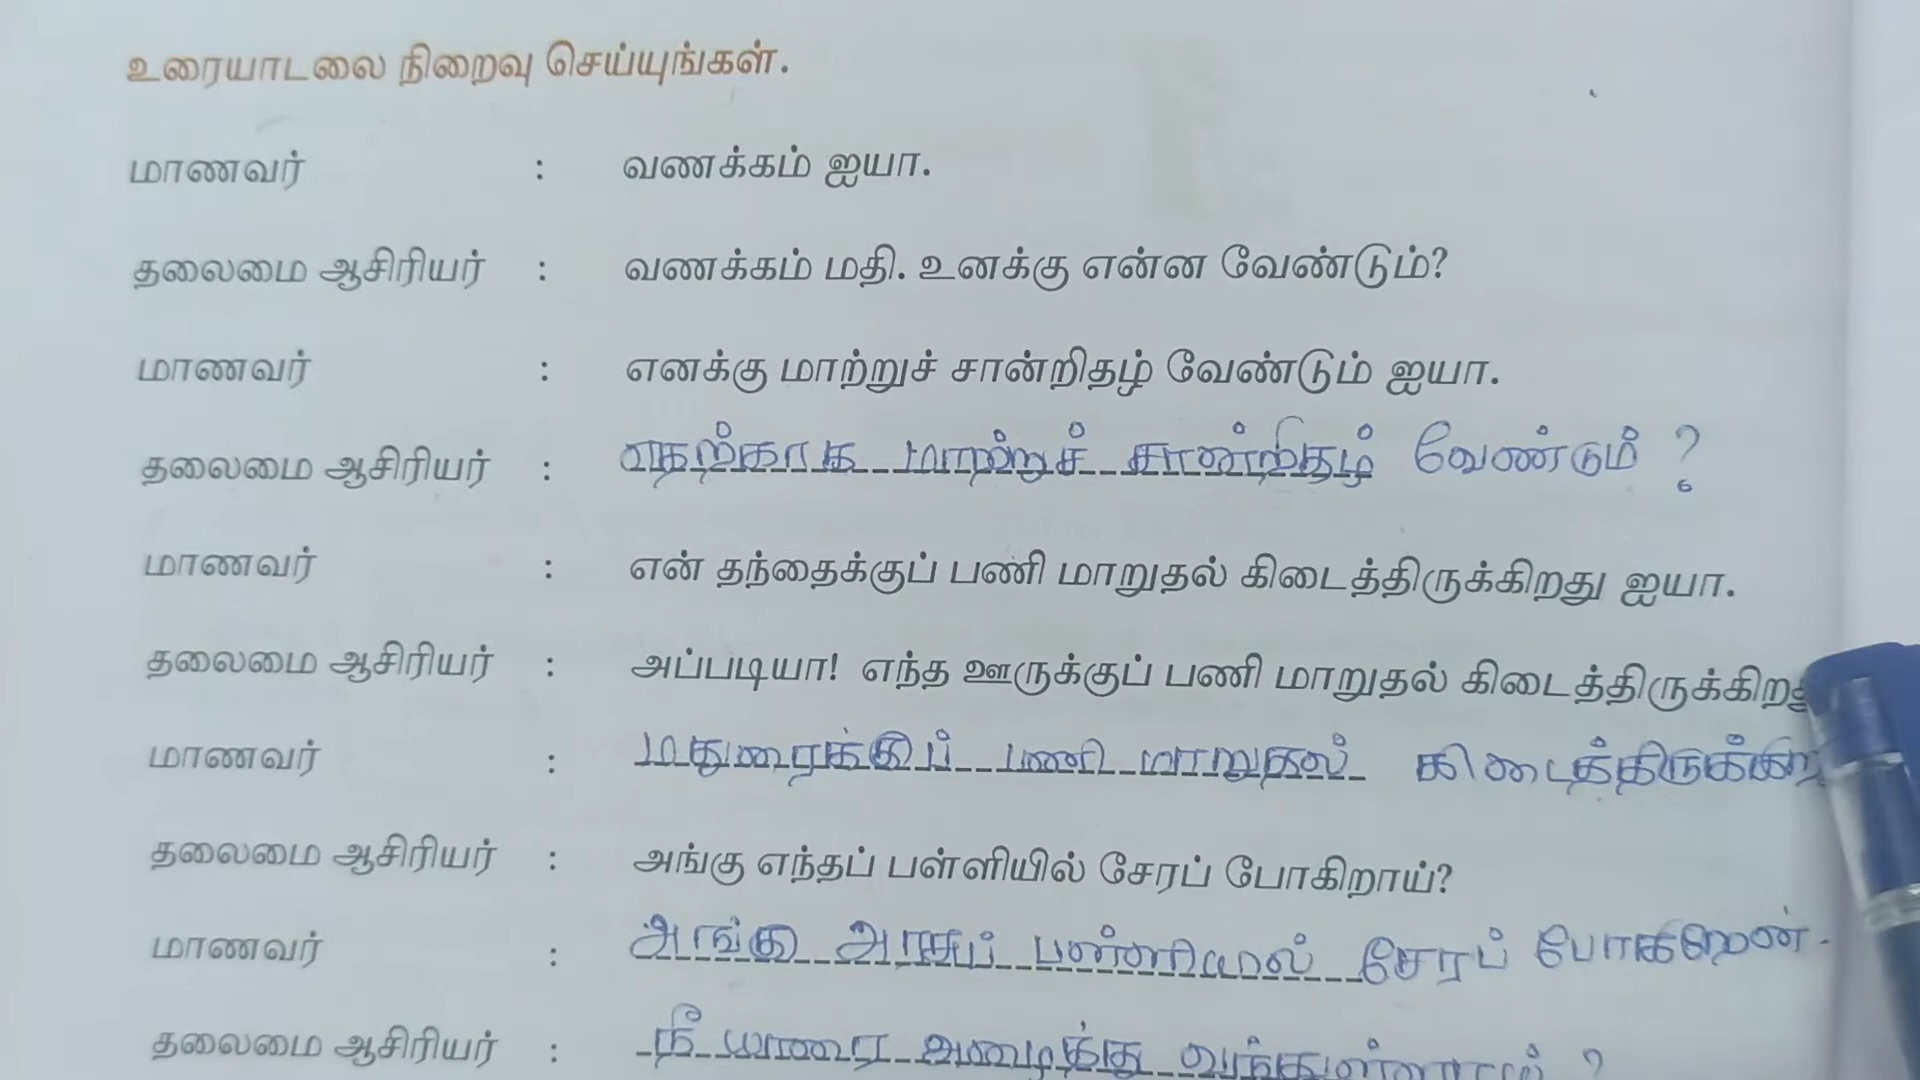 உரையாடலை நிறைவு செய்யுங்கள்.
மாணவர் : வணக்கம் ஐயா.
தலைமை ஆசிரியர் : வணக்கம் மதி. உனக்கு என்ன வேண்டும்?
மாணவர் : எனக்கு மாற்றுச் சான்றிதழ் வேண்டும் ஐயா.
தலைமை ஆசிரியர் : எதற்காக மாற்றுச் சான்றிதழ் வேண்டும் ?
மாணவர் : என் தந்தைக்குப் பணி மாறுதல் கிடைத்திருக்கிறது ஐயா.
தலைமை ஆசிரியர் : அப்படியா! எந்த ஊருக்குப் பணி மாறுதல்
மாணவர் : மதுரைக்குப் பணி மாறுதல்
தலைமை ஆசிரியர் : அங்கு எந்தப் பள்ளியில் சேரப் போகிறாய்?
மாணவர் : அங்கு அரசுப் பள்ளியில் சேரப் போகிறேன்.
தலைமை ஆசிரியர் : நீ யாரை அழைத்து வந்துள்ளாய் ?